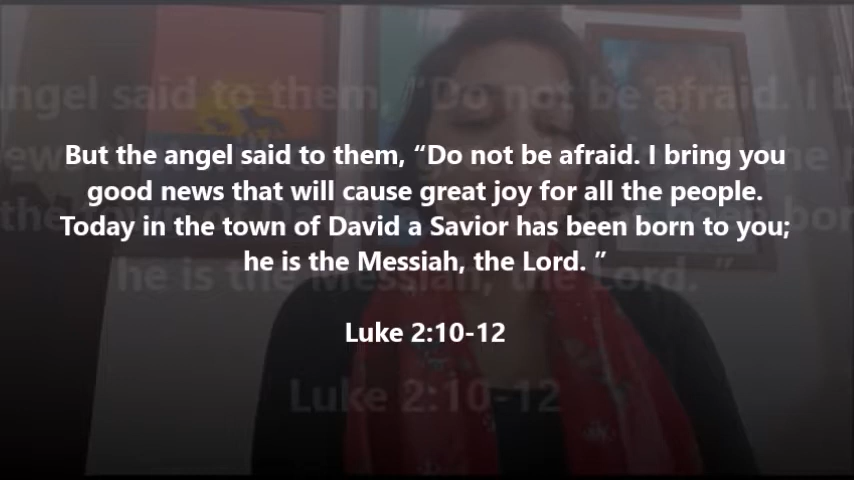 But the angel said to them, “Do not be afraid. I bring you
good news that will cause great joy for all the people.
Today in the town of David a Savior has been born to you;
he is the Messiah, the Lord. ”
Luke 2:10-12